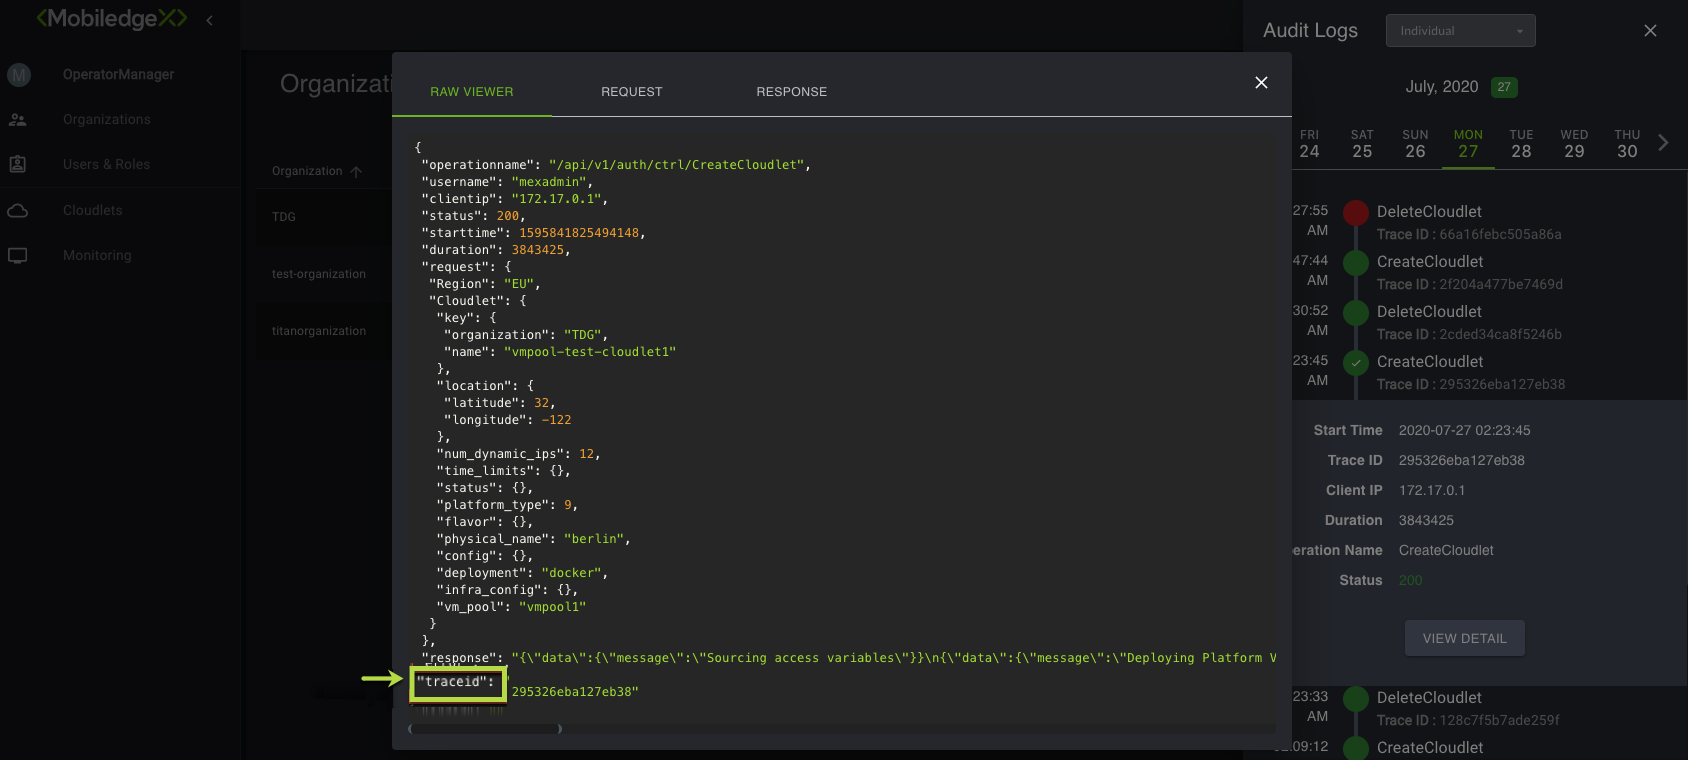 <MobiledgeX>
M OperatorManager
Organizations
Users & Roles
Cloudlets
Monitoring
Organizati
Organization
TDG
test-organization
titanorganization
RAW VIEWER
REQUEST
RESPONSE
{
"operationname": "/api/v1/auth/ctrl/CreateCloudlet",
"username": "mexadmin",
"clientip": "172.17.0.1",
"status": 200,
"starttime": 1595841825494148,
"duration": 3843425,
"request": {
"Region": "EU",
"Cloudlet": {
"key": {
"organization": "TDG",
"name": "vmpool-test-cloudlet1"
},
"location": {
"latitude": 32,
"longitude": -122
},
"num_dynamic_ips": 12,
"time_limits": {},
"status": {},
"platform_type": 9,
"flavor": {},
"physical_name": "berlin",
"config": {},
"deployment": "docker",
"infra_config": {},
"vm_pool": "vmpool1"
}
},
"response": "{\"data\":{\"message\":\"Sourcing access variables\"}}\n{\"data\":{\"message\":\"Deploying Platform V
"traceid":
295326eba127eb38"
Audit Logs
Individual
July, 2020 27
FRI SAT SUN MON TUE WED THU
24 25 26 27 28 29 30
27:55 AM DeleteCloudlet
Trace ID : 66a16febc505a86a
47:44 AM CreateCloudlet
Trace ID : 2f204a477be7469d
30:52 AM DeleteCloudlet
Trace ID : 2cded34ca8f5246b
23:45 AM CreateCloudlet
Trace ID : 295326eba127eb38
Start Time 2020-07-27 02:23:45
Trace ID 295326eba127eb38
Client IP 172.17.0.1
Duration 3843425
eration Name CreateCloudlet
Status 200
VIEW DETAIL
23:33 AM DeleteCloudlet
Trace ID : 128c7f5b7ade259f
:09:12 CreateCloudlet